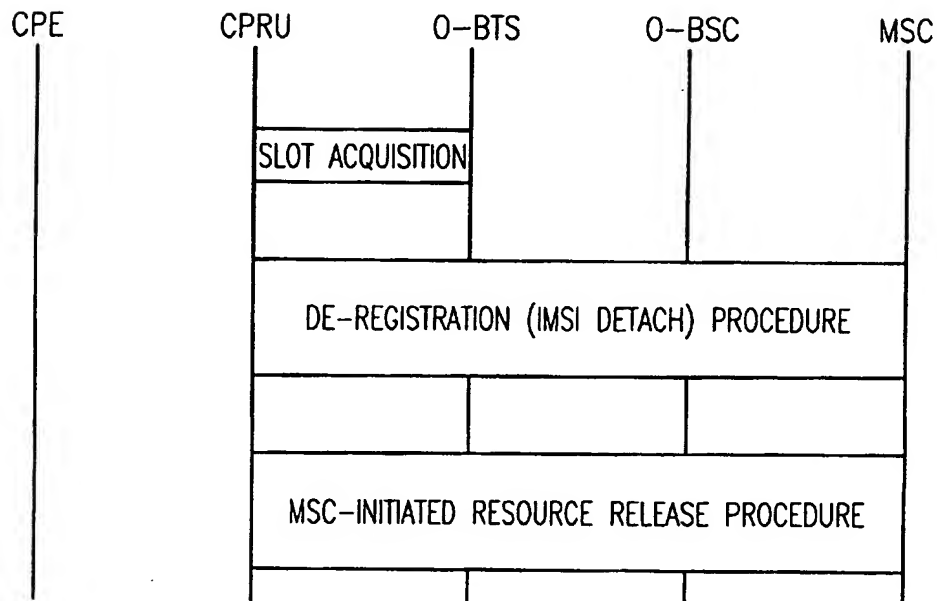 CPE CPRU O-BTS O-BSC MSC
SLOT ACQUISITION
DE-REGISTRATION (IMSI DETACH) PROCEDURE
MSC-INITIATED RESOURCE RELEASE PROCEDURE